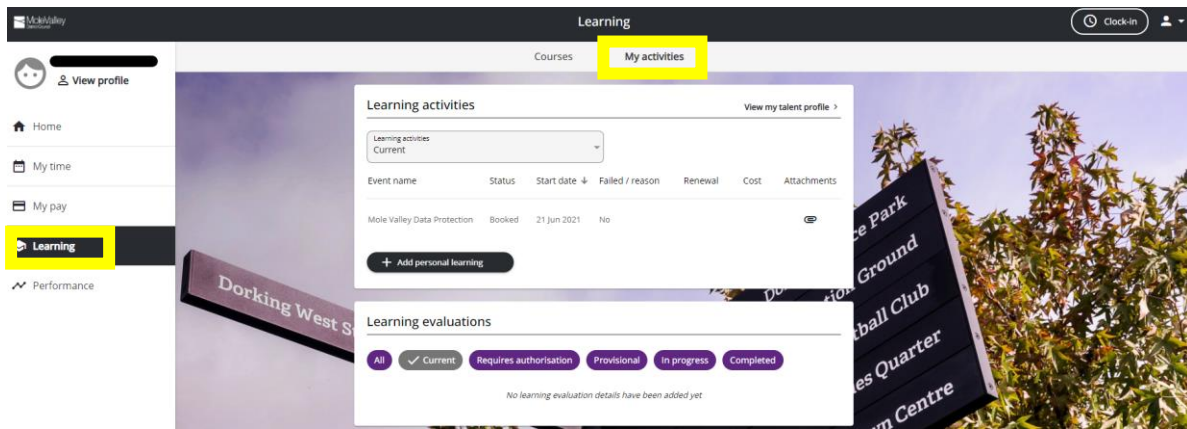 MoleValley
Learning
Clock-in
View profile
Courses
My activities
Home
My time
My pay
Learning
Performance
Learning activities
View my talent profile >
Learning activities
Current
Event name Status Start date ↓ Failed / reason Renewal Cost Attachments
Mole Valley Data Protection Booked 21 Jun 2021 No
+ Add personal learning
Learning evaluations
All ✓ Current Requires authorisation Provisional In progress Completed
No learning evaluation details have been added yet
Dorking West
Park
Ground
Club
Quarter
Centre